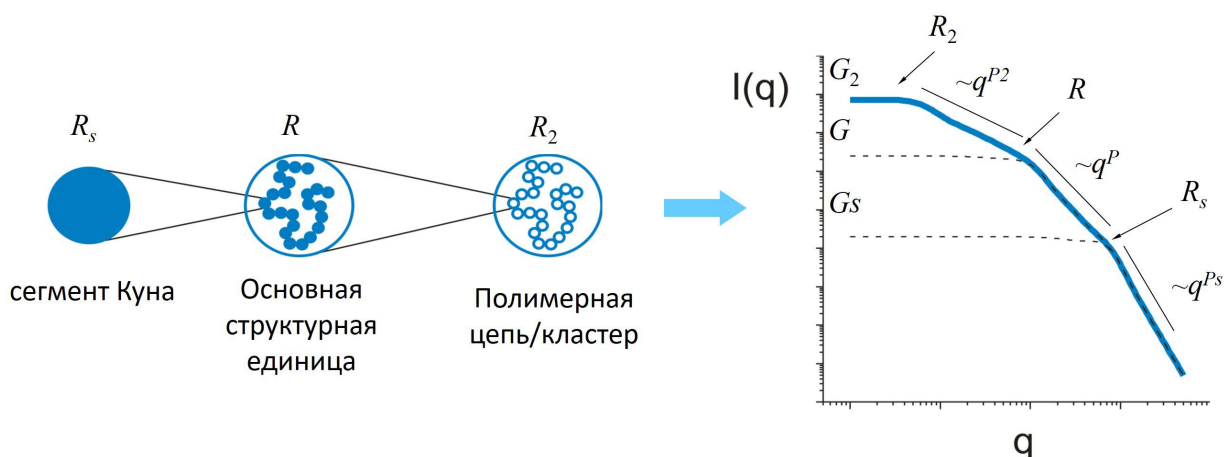 R_s
R
R_2
сегмент Куна
Основная
структурная
единица
Полимерная
цепь/кластер
I(q)
G_2
G
Gs
R_2
~q^{P2}
R
~q^P
R_s
~q^{Ps}
q